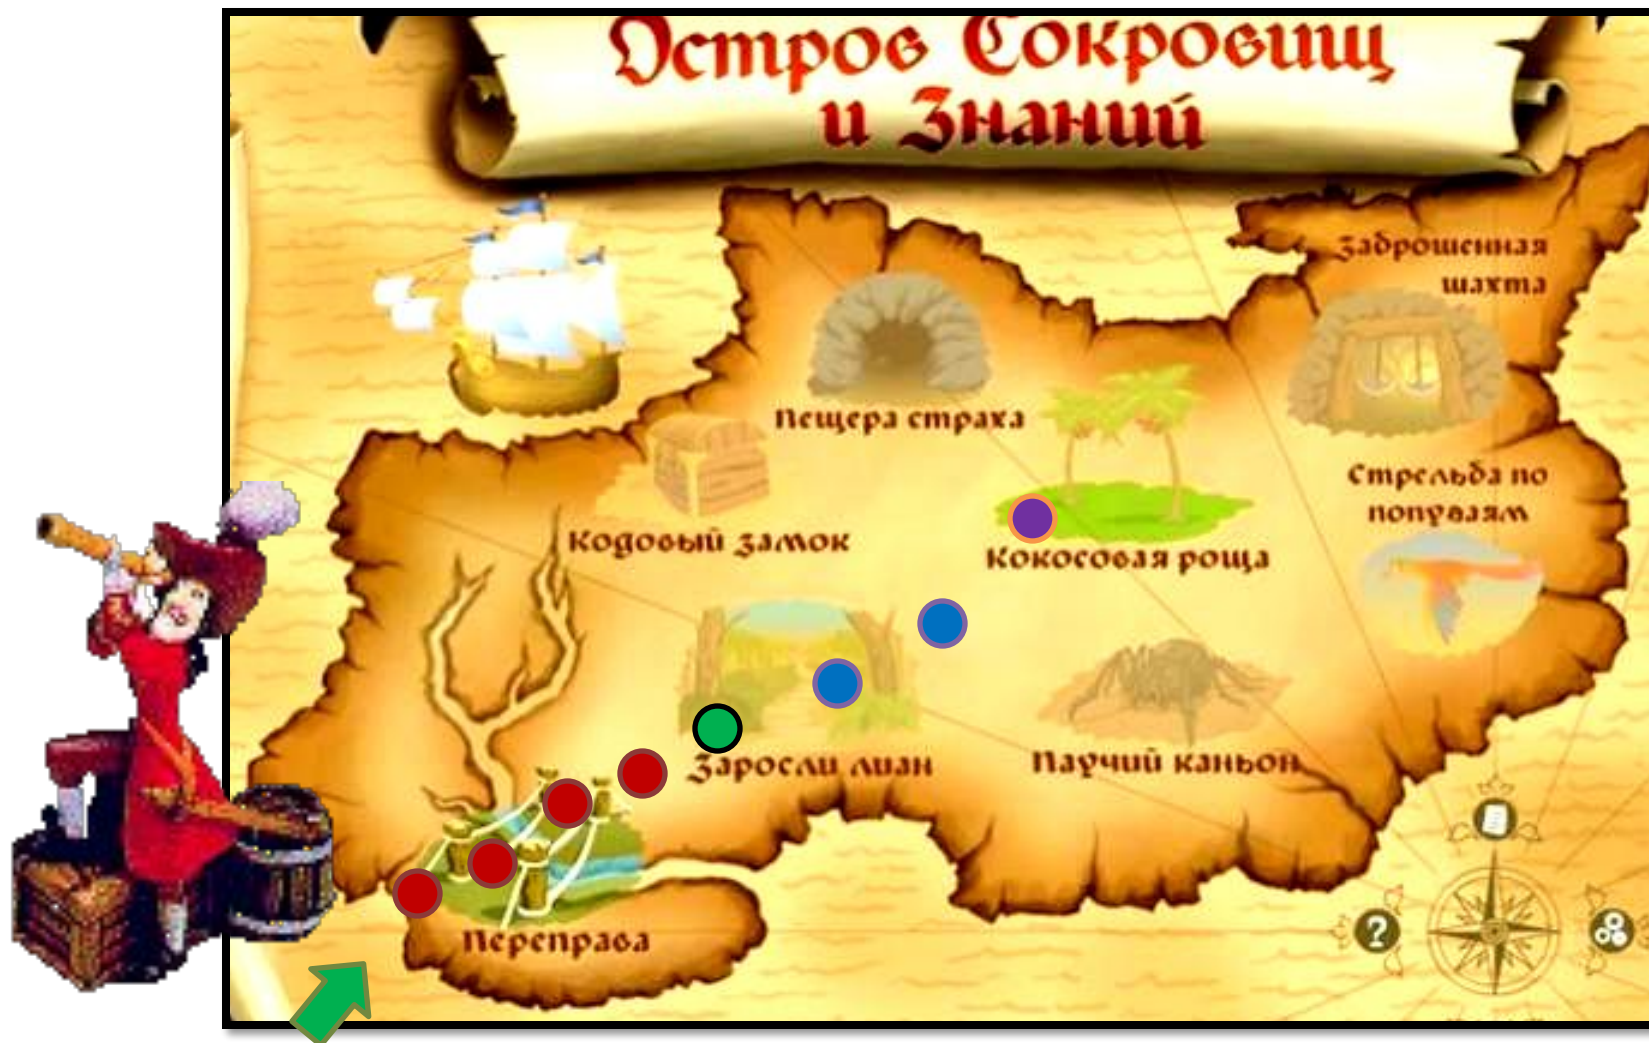 Остров Сокровищ
и Знаний
Заброшенная
шахта
Пещера страха
Стрельба по
попугаям
Кодовый замок
Кокосовая роща
Заросли лиан
Паучий каньон
?
Переправа